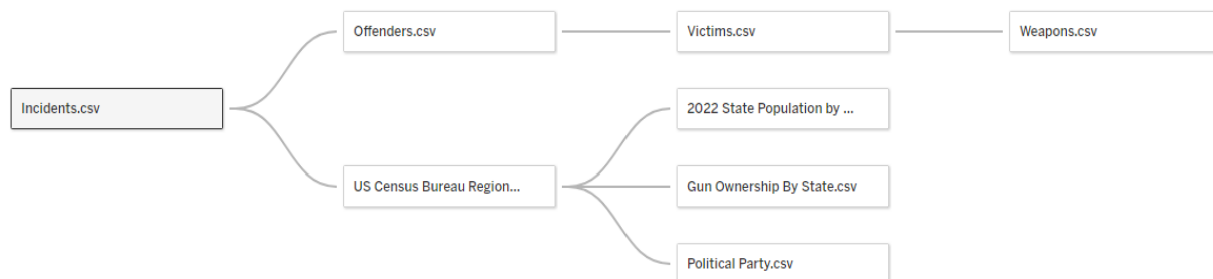 Offenders.csv
Victims.csv
Weapons.csv
Incidents.csv
2022 State Population by ...
US Census Bureau Region...
Gun Ownership By State.csv
Political Party.csv